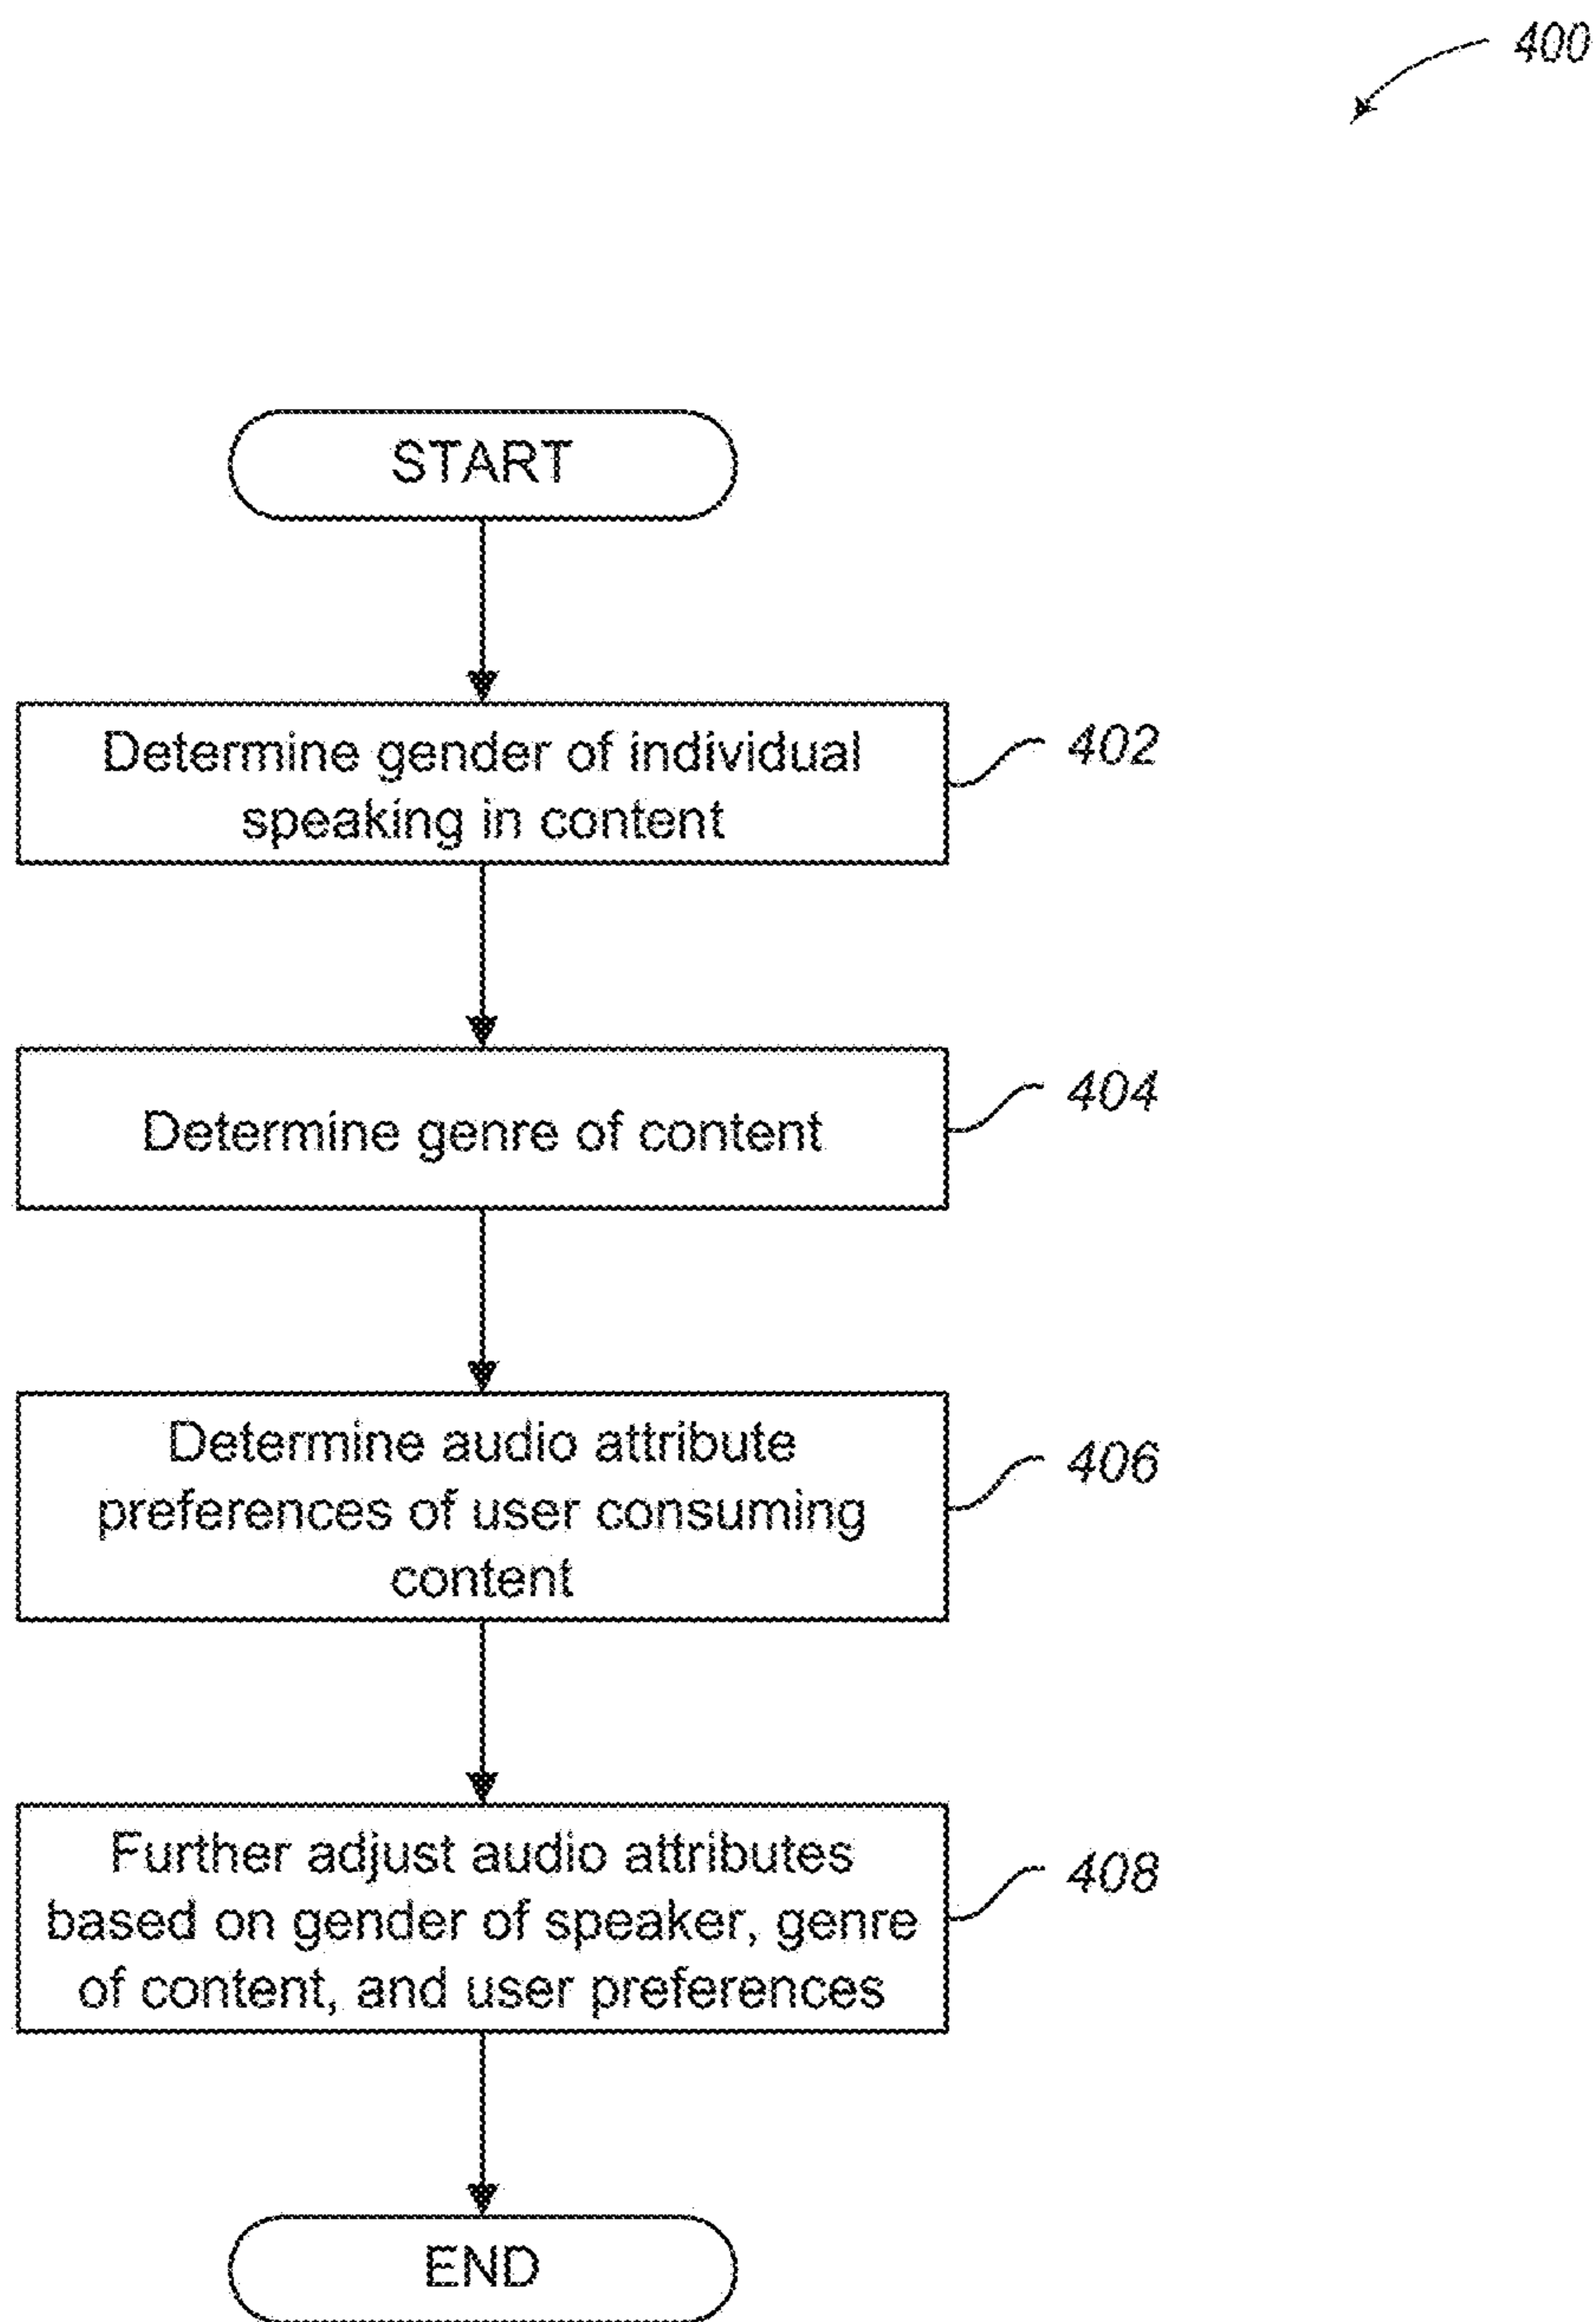 400
START
Determine gender of individual
speaking in content
402
Determine genre of content
404
Determine audio attribute
preferences of user consuming
content
406
Further adjust audio attributes
based on gender of speaker, genre
of content, and user preferences
408
END